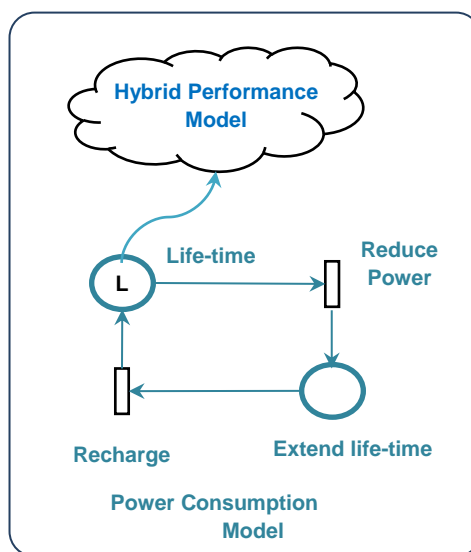 Hybrid Performance
Model
Life-time
Reduce
Power
L
Recharge
Extend life-time
Power Consumption
Model